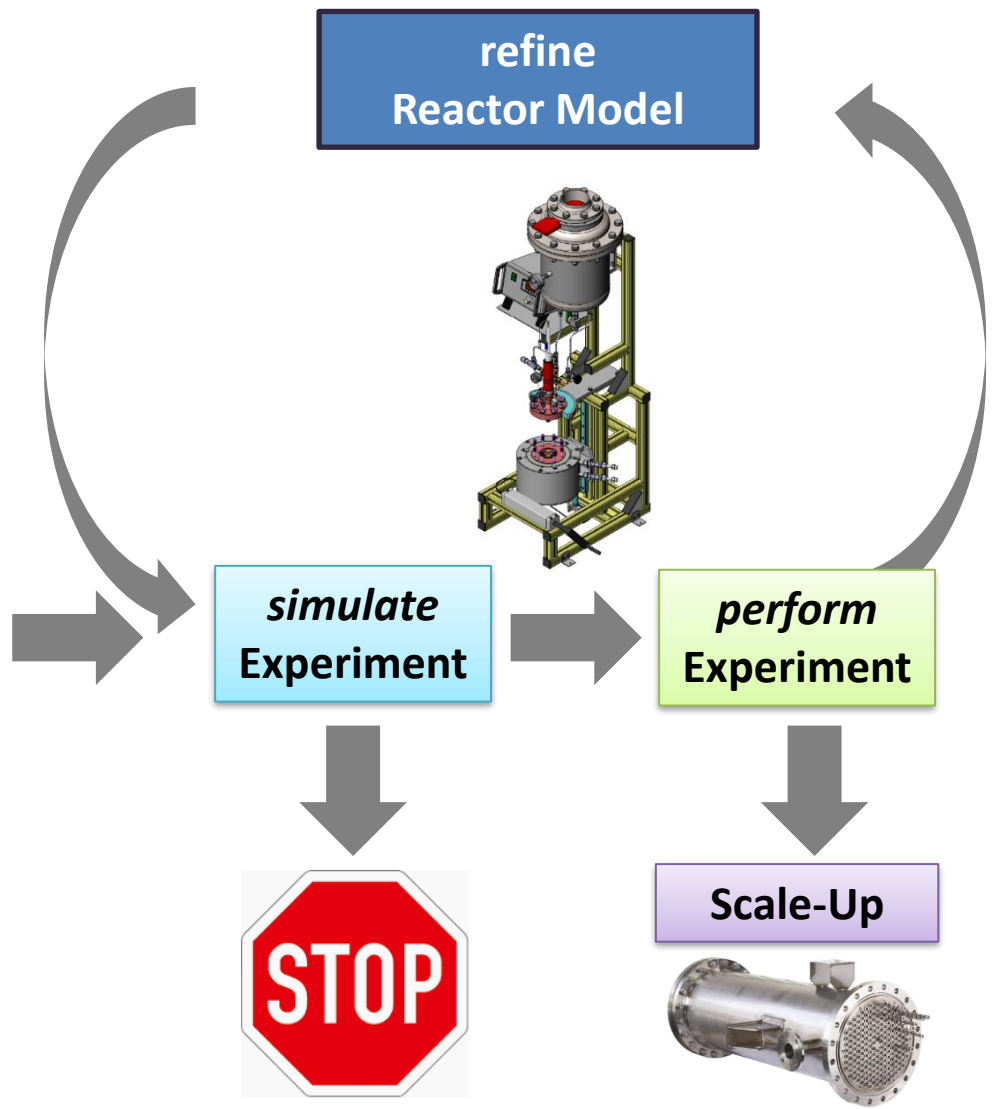 refine
Reactor Model
simulate
Experiment
perform
Experiment
STOP
Scale-Up